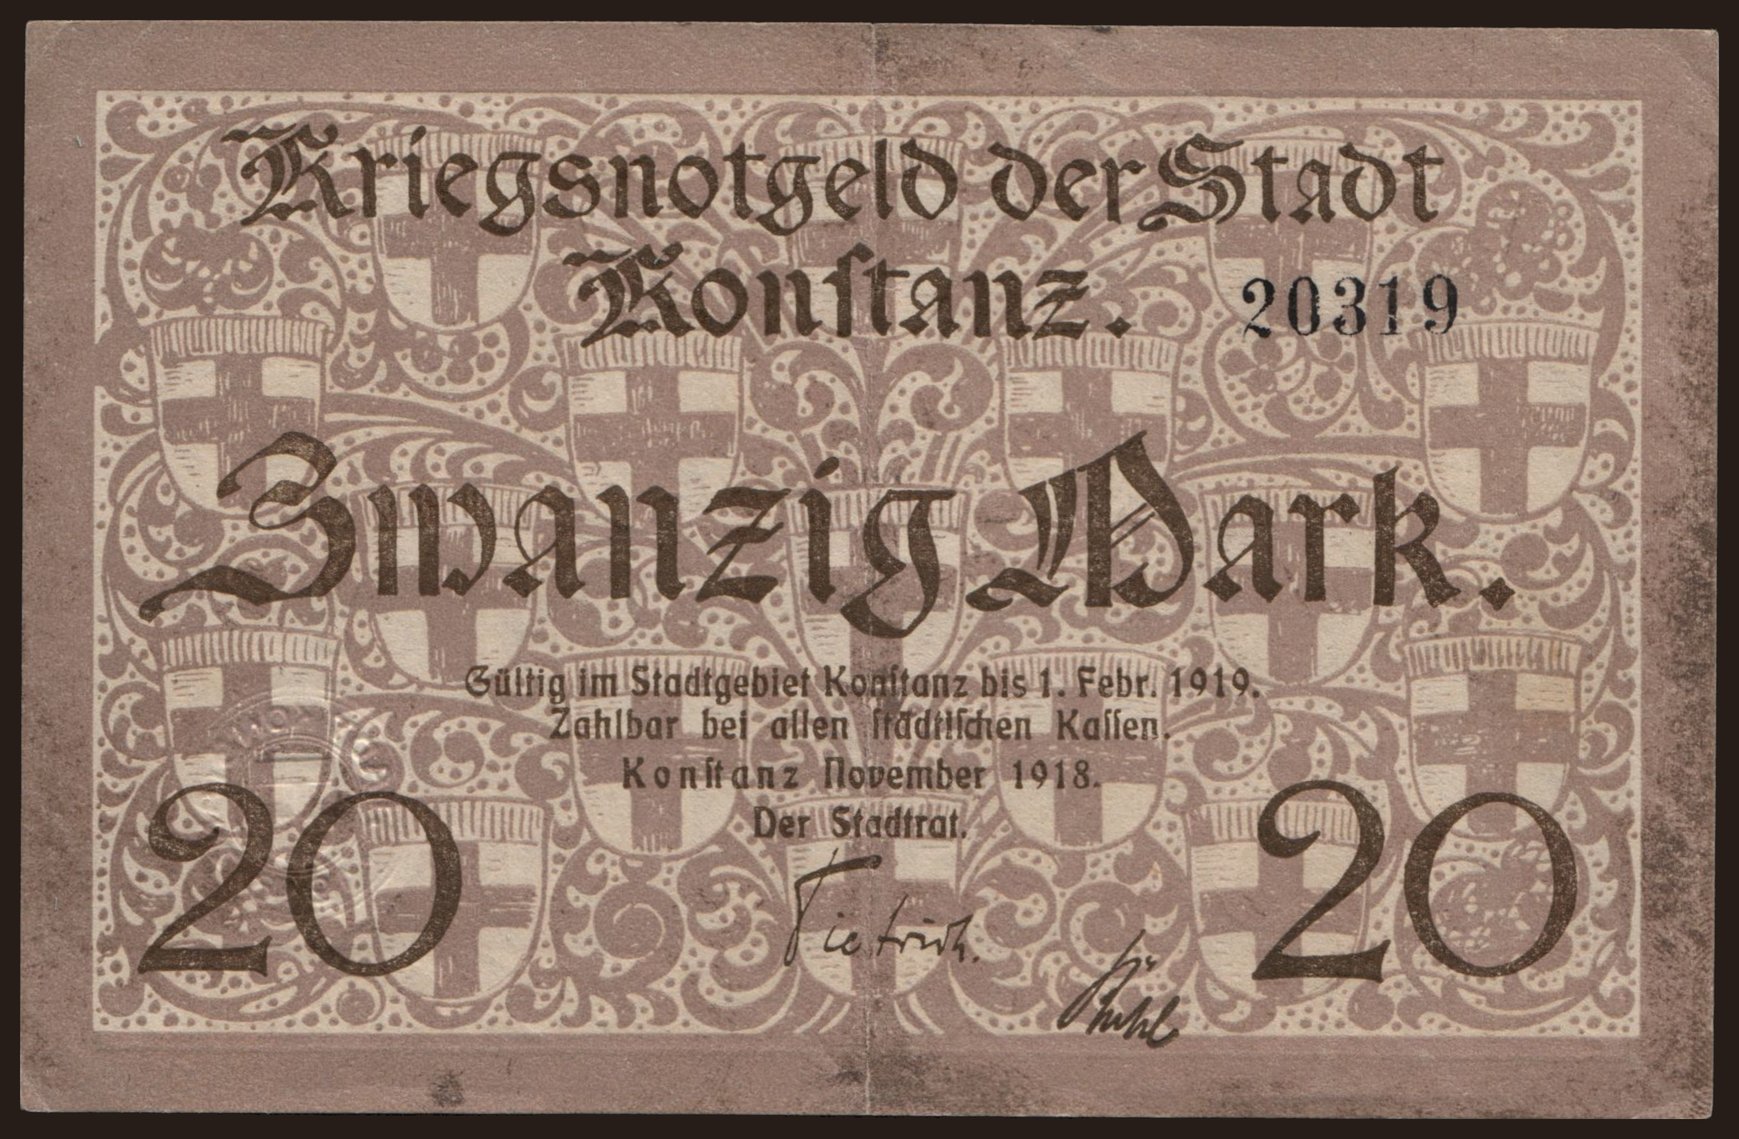 Kriegsnotgeld der Stadt
Konſtanz.
20319
Zwanzig Mark.
Gültig im Stadtgebiet Konſtanz bis 1. Febr. 1919.
Zahlbar bei allen ſtädtiſchen Kaſſen.
Konſtanz November 1918.
Der Stadtrat.
Dietrich.
20
20